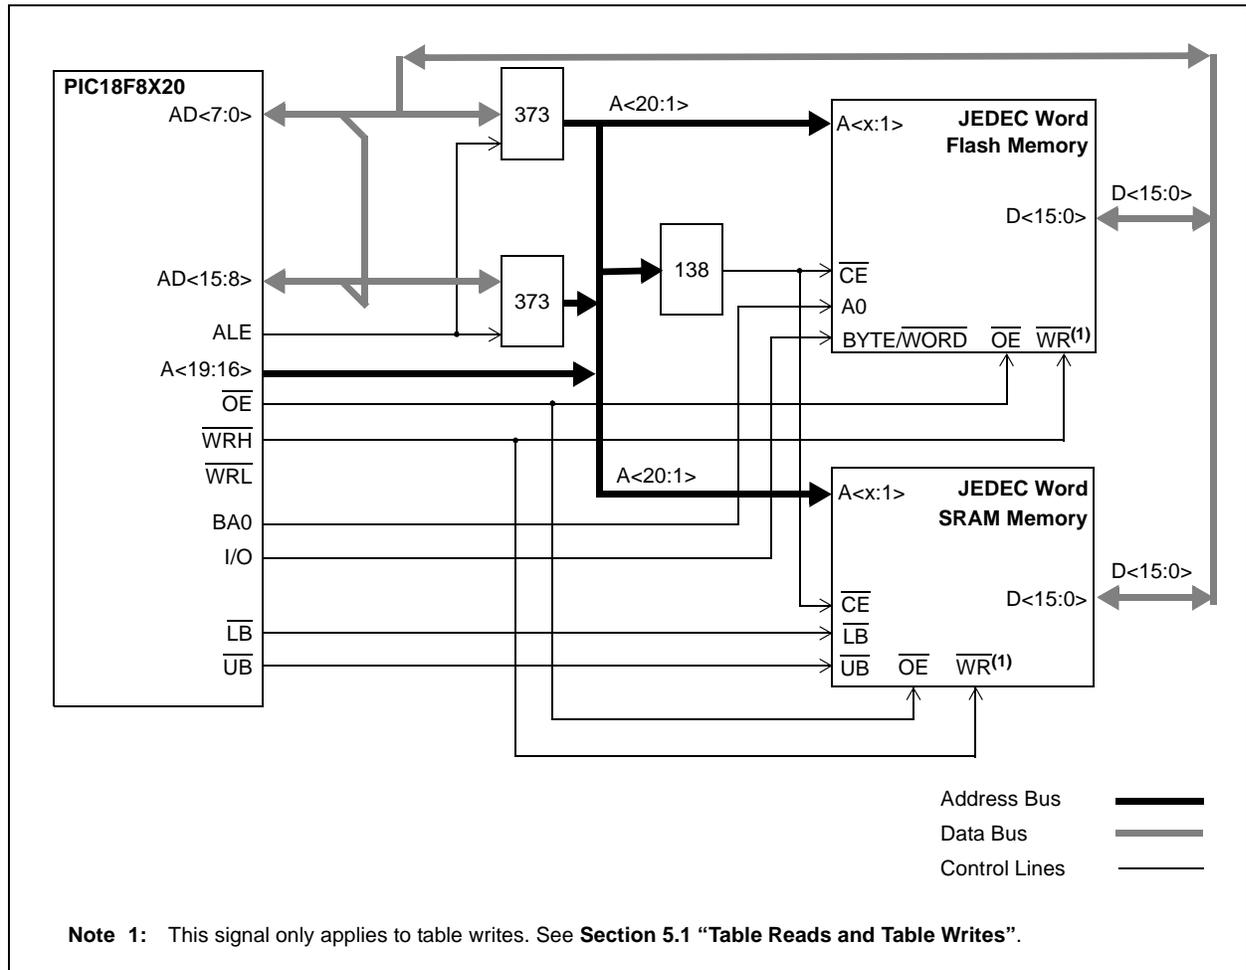 PIC18F8X20
AD<7:0>
AD<15:8>
ALE
A<19:16>
OE
WRH
WRL
BA0
I/O
LB
UB
373
373
138
A<20:1>
A<20:1>
JEDEC Word
Flash Memory
A<x:1>
D<15:0>
D<15:0>
CE
A0
BYTE/WORD OE WR(1)
JEDEC Word
SRAM Memory
A<x:1>
D<15:0>
D<15:0>
CE
LB
UB OE WR(1)
Address Bus
Data Bus
Control Lines
Note 1: This signal only applies to table writes. See Section 5.1 “Table Reads and Table Writes”.